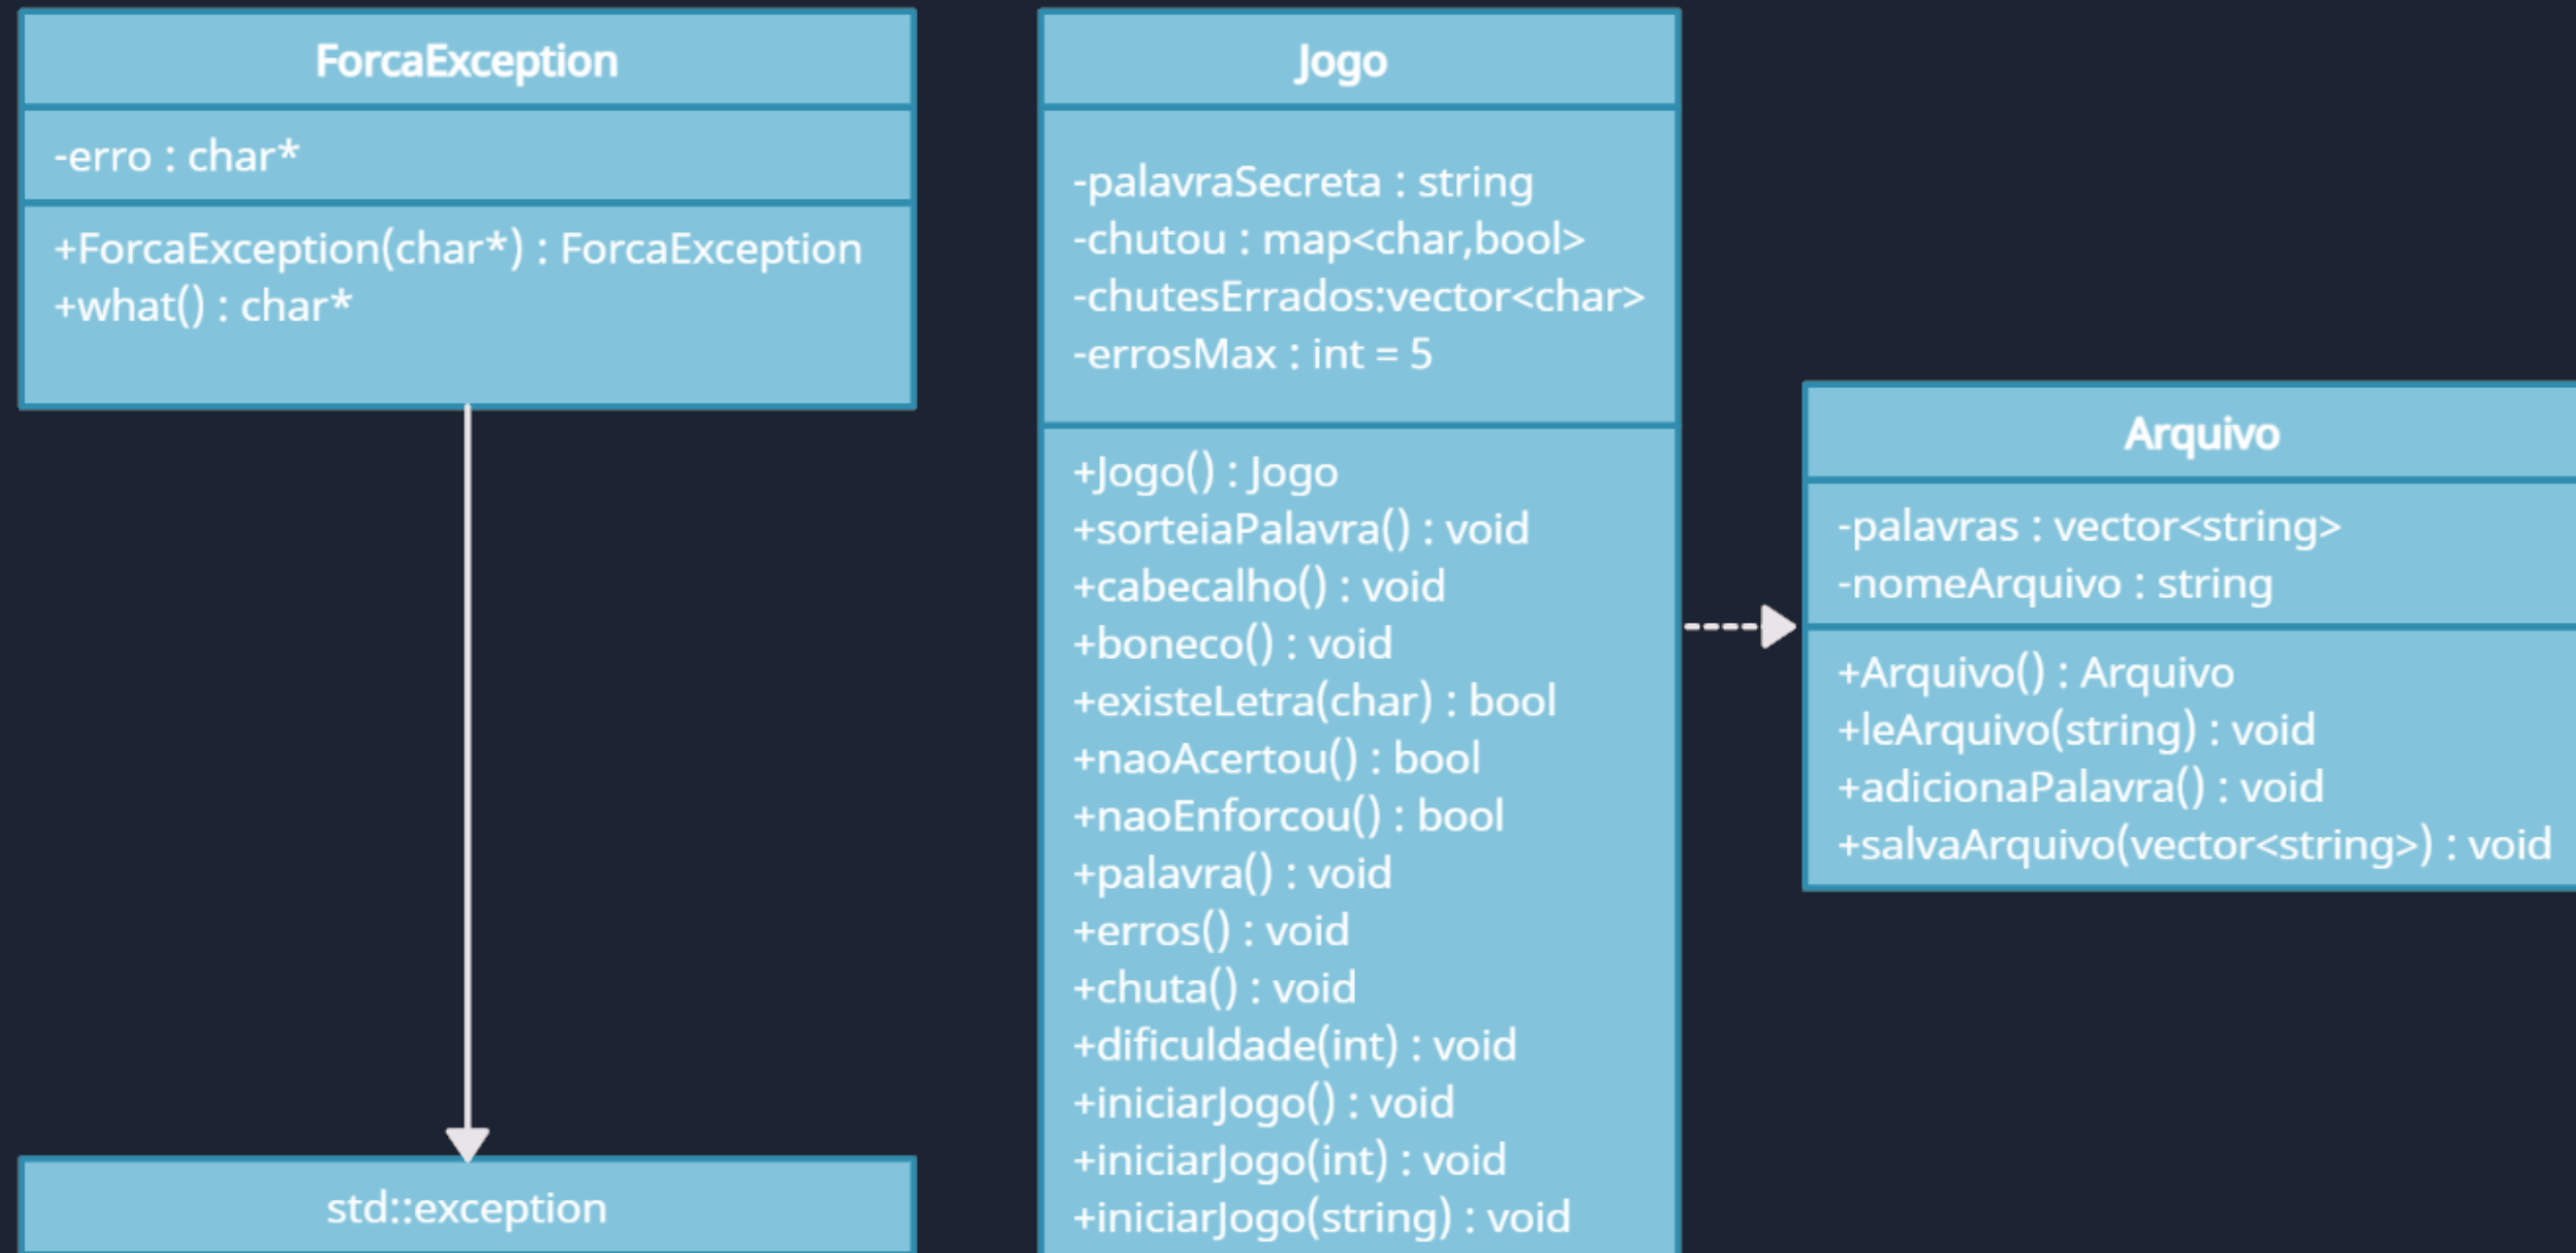 ForcaException
-erro : char*
+ForcaException(char*) : ForcaException
+what() : char*
std::exception
Jogo
-palavraSecreta : string
-chutou : map<char,bool>
-chutesErrados:vector<char>
-errosMax : int = 5
+Jogo() : Jogo
+sorteiaPalavra() : void
+cabecalho() : void
+boneco() : void
+existeLetra(char) : bool
+naoAcertou() : bool
+naoEnforcou() : bool
+palavra() : void
+erros() : void
+chuta() : void
+dificuldade(int) : void
+iniciarJogo() : void
+iniciarJogo(int) : void
+iniciarJogo(string) : void
Arquivo
-palavras : vector<string>
-nomeArquivo : string
+Arquivo() : Arquivo
+leArquivo(string) : void
+adicionaPalavra() : void
+salvaArquivo(vector<string>) : void